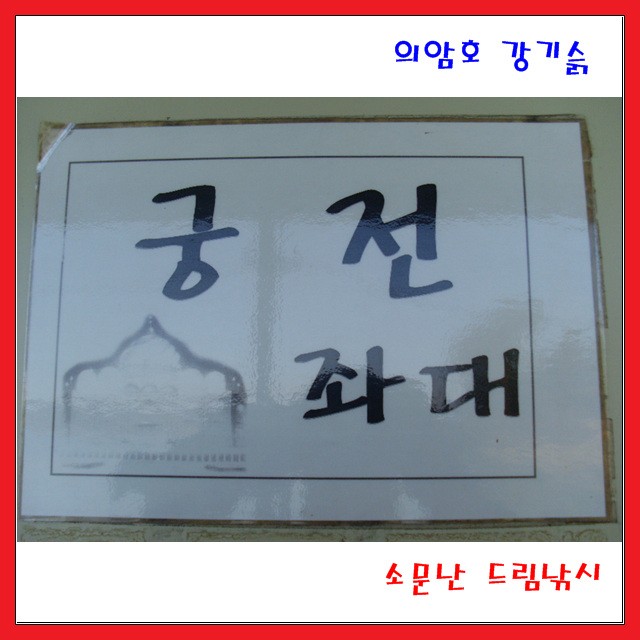 의암호 강기슭
궁전
좌대
소문난 드림낚시